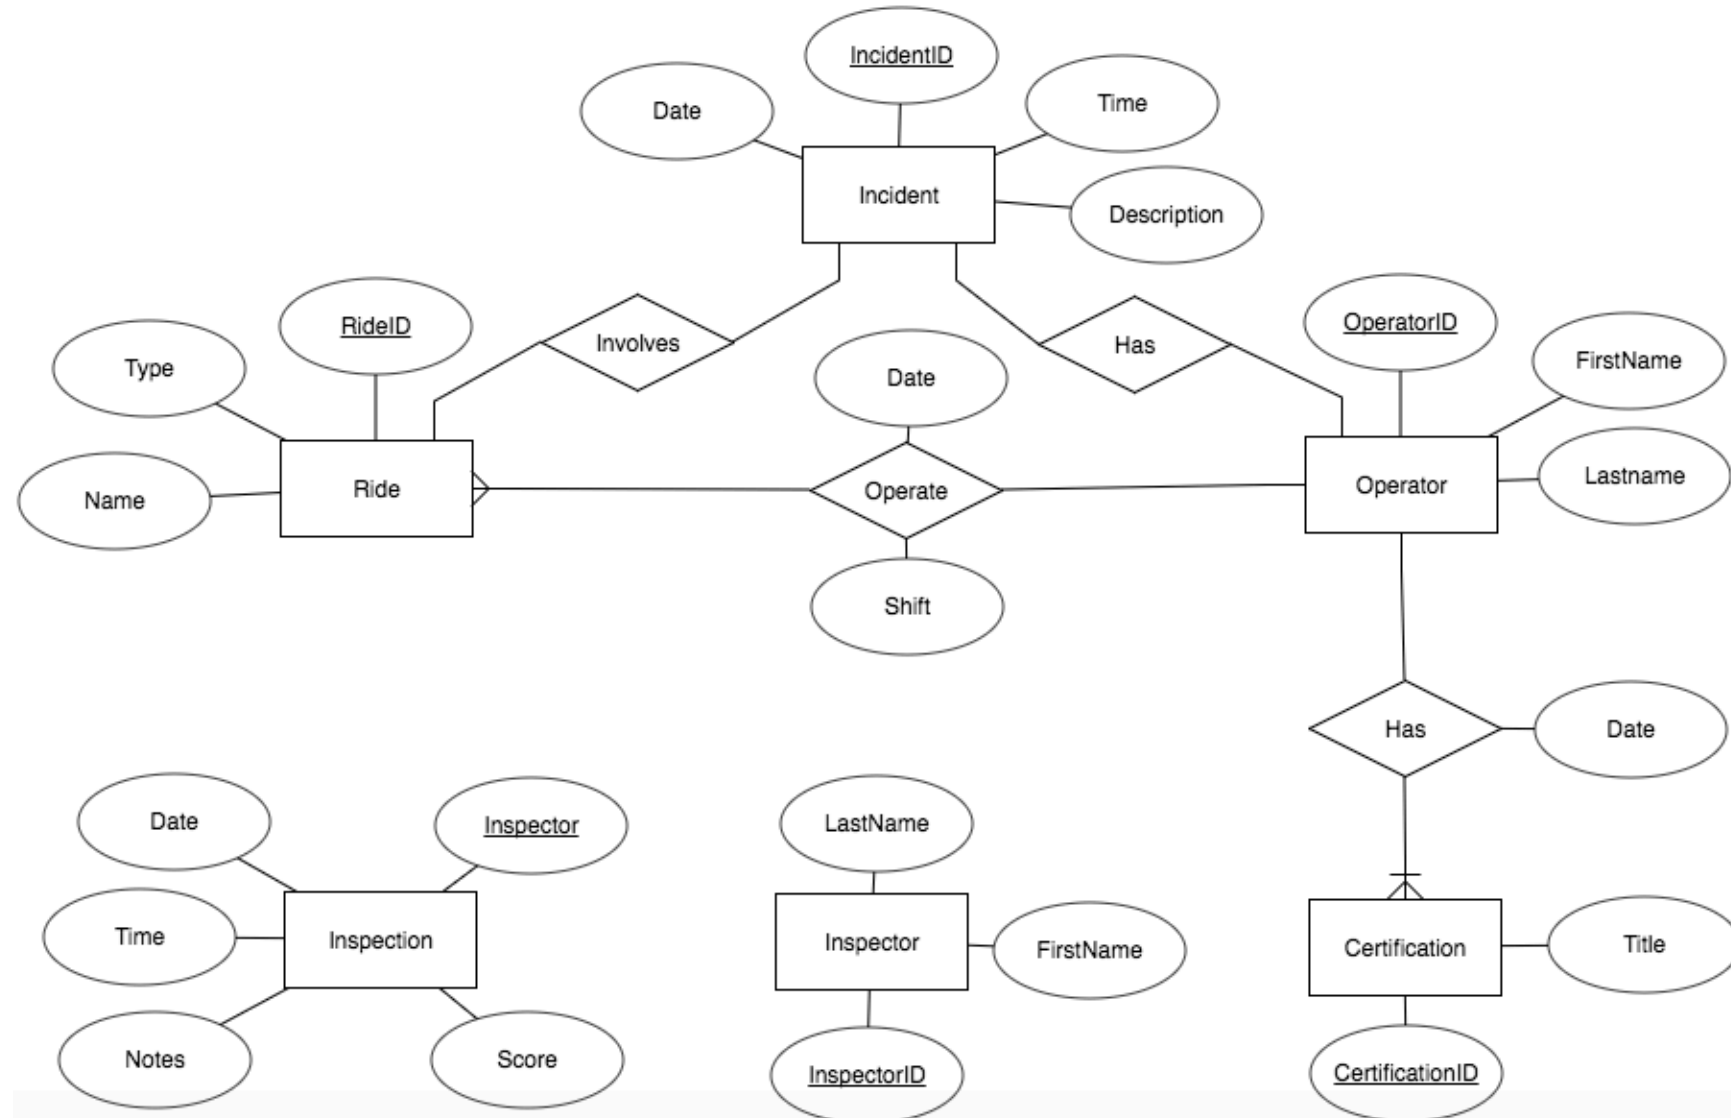 IncidentID
Date
Time
Incident
Description
RideID
Type
Involves
Has
OperatorID
FirstName
Date
Name
Ride
Operate
Operator
Lastname
Shift
Has
Date
Date
Inspector
LastName
Time
Inspection
Inspector
FirstName
Certification
Title
Notes
Score
InspectorID
CertificationID